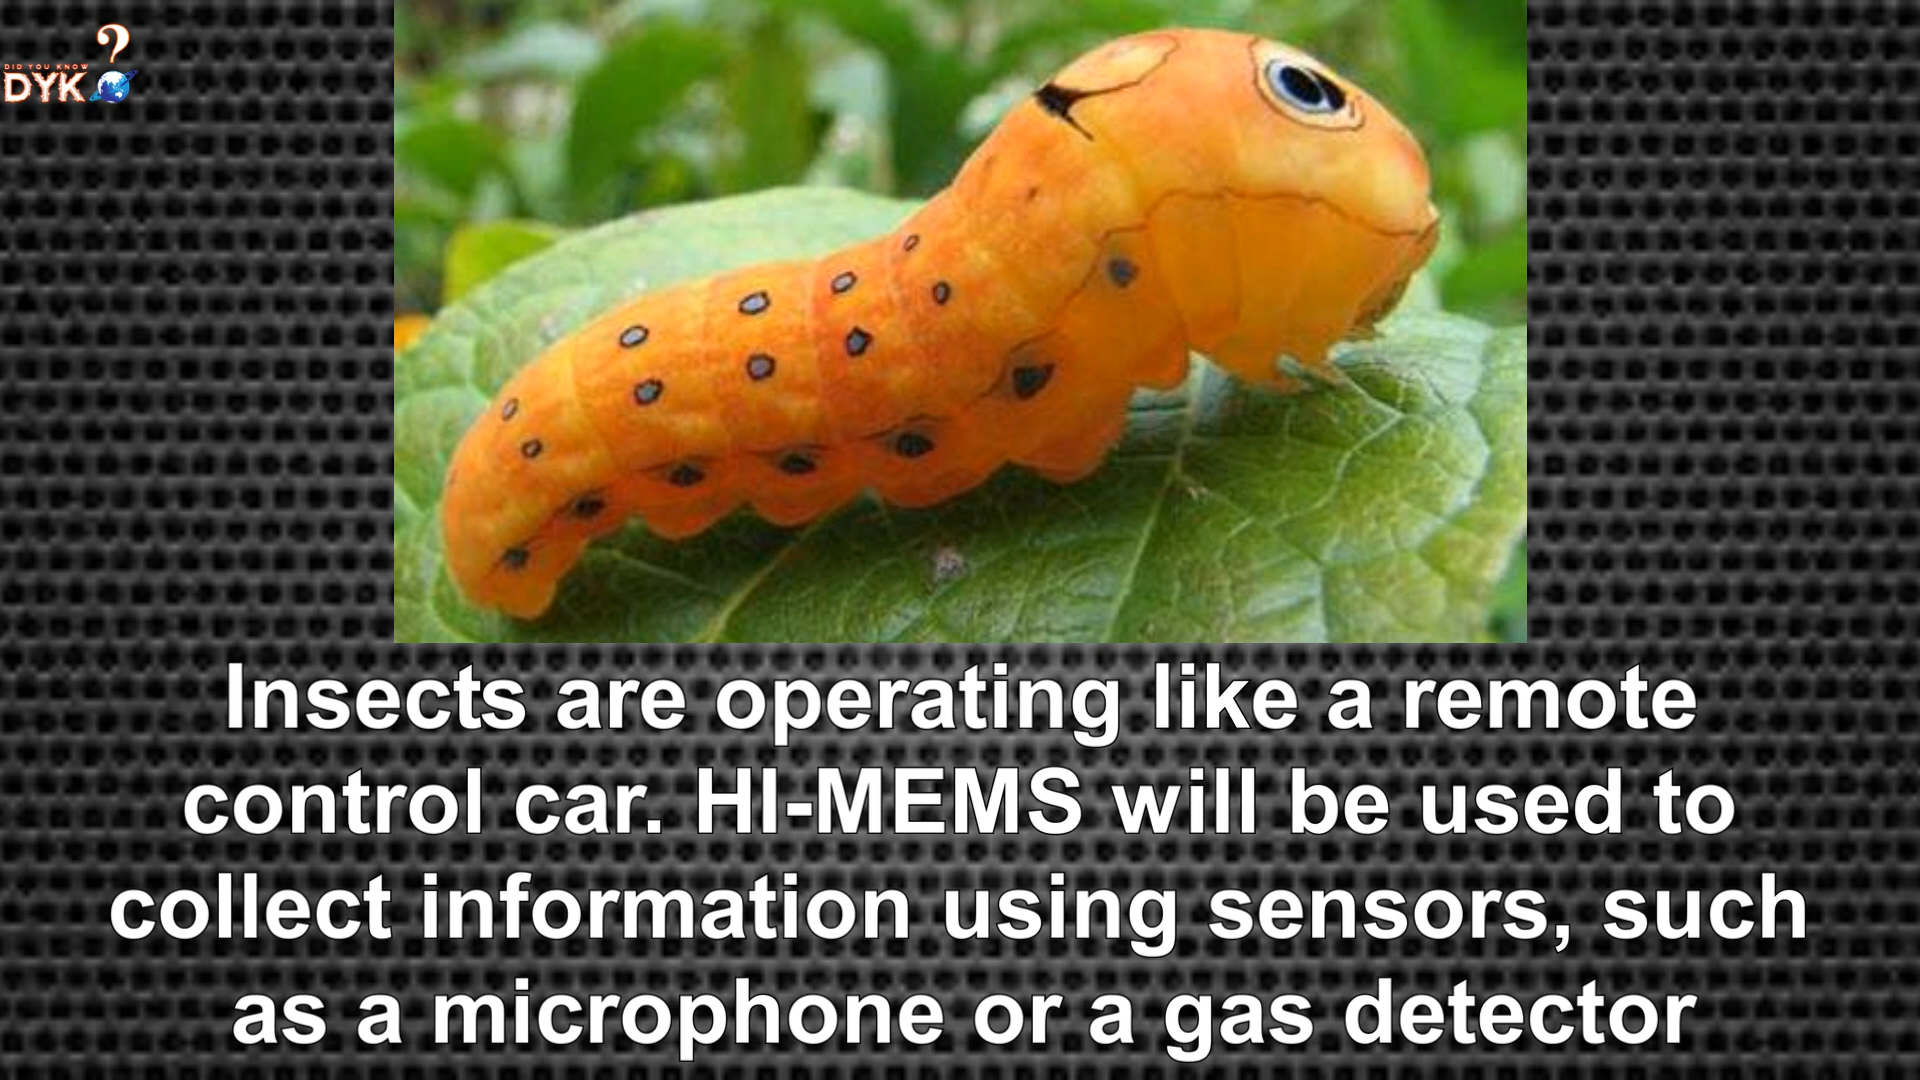 ?
DID YOU KNOW
DYK
Insects are operating like a remote
control car. HI-MEMS will be used to
collect information using sensors, such
as a microphone or a gas detector